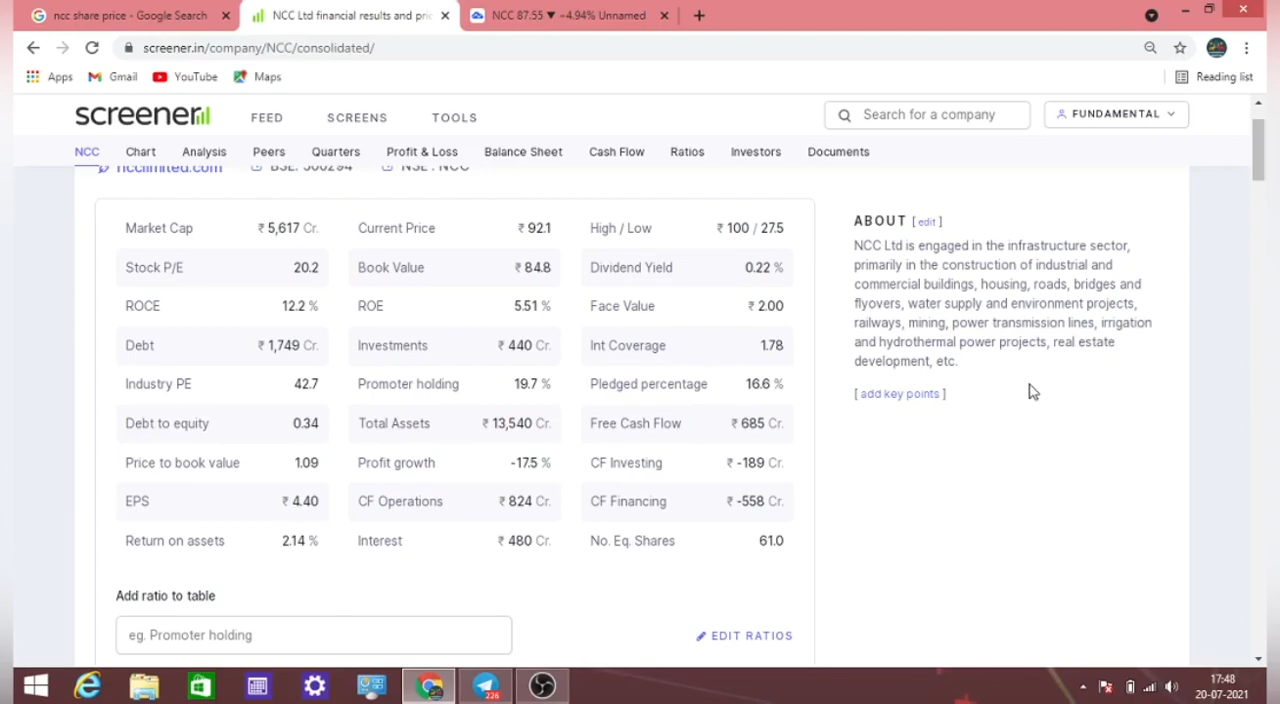 ncc share price - Google Search
NCC Ltd financial results and pric
NCC 87.55 ▼ −4.94% Unnamed
screener.in/company/NCC/consolidated/
Apps
Gmail
YouTube
Maps
Reading list
screener
FEED
SCREENS
TOOLS
Search for a company
FUNDAMENTAL
NCC
Chart
Analysis
Peers
Quarters
Profit & Loss
Balance Sheet
Cash Flow
Ratios
Investors
Documents
ncclimited.com
BSE: 500294
NSE : NCC
Market Cap ₹ 5,617 Cr.
Current Price ₹ 92.1
High / Low ₹ 100 / 27.5
Stock P/E 20.2
Book Value ₹ 84.8
Dividend Yield 0.22 %
ROCE 12.2 %
ROE 5.51 %
Face Value ₹ 2.00
Debt ₹ 1,749 Cr.
Investments ₹ 440 Cr.
Int Coverage 1.78
Industry PE 42.7
Promoter holding 19.7 %
Pledged percentage 16.6 %
Debt to equity 0.34
Total Assets ₹ 13,540 Cr.
Free Cash Flow ₹ 685 Cr.
Price to book value 1.09
Profit growth -17.5 %
CF Investing ₹ -189 Cr.
EPS ₹ 4.40
CF Operations ₹ 824 Cr.
CF Financing ₹ -558 Cr.
Return on assets 2.14 %
Interest ₹ 480 Cr.
No. Eq. Shares 61.0
Add ratio to table
eg. Promoter holding
EDIT RATIOS
ABOUT [ edit ]
NCC Ltd is engaged in the infrastructure sector,
primarily in the construction of industrial and
commercial buildings, housing, roads, bridges and
flyovers, water supply and environment projects,
railways, mining, power transmission lines, irrigation
and hydrothermal power projects, real estate
development, etc.
[ add key points ]
226
17:48
20-07-2021